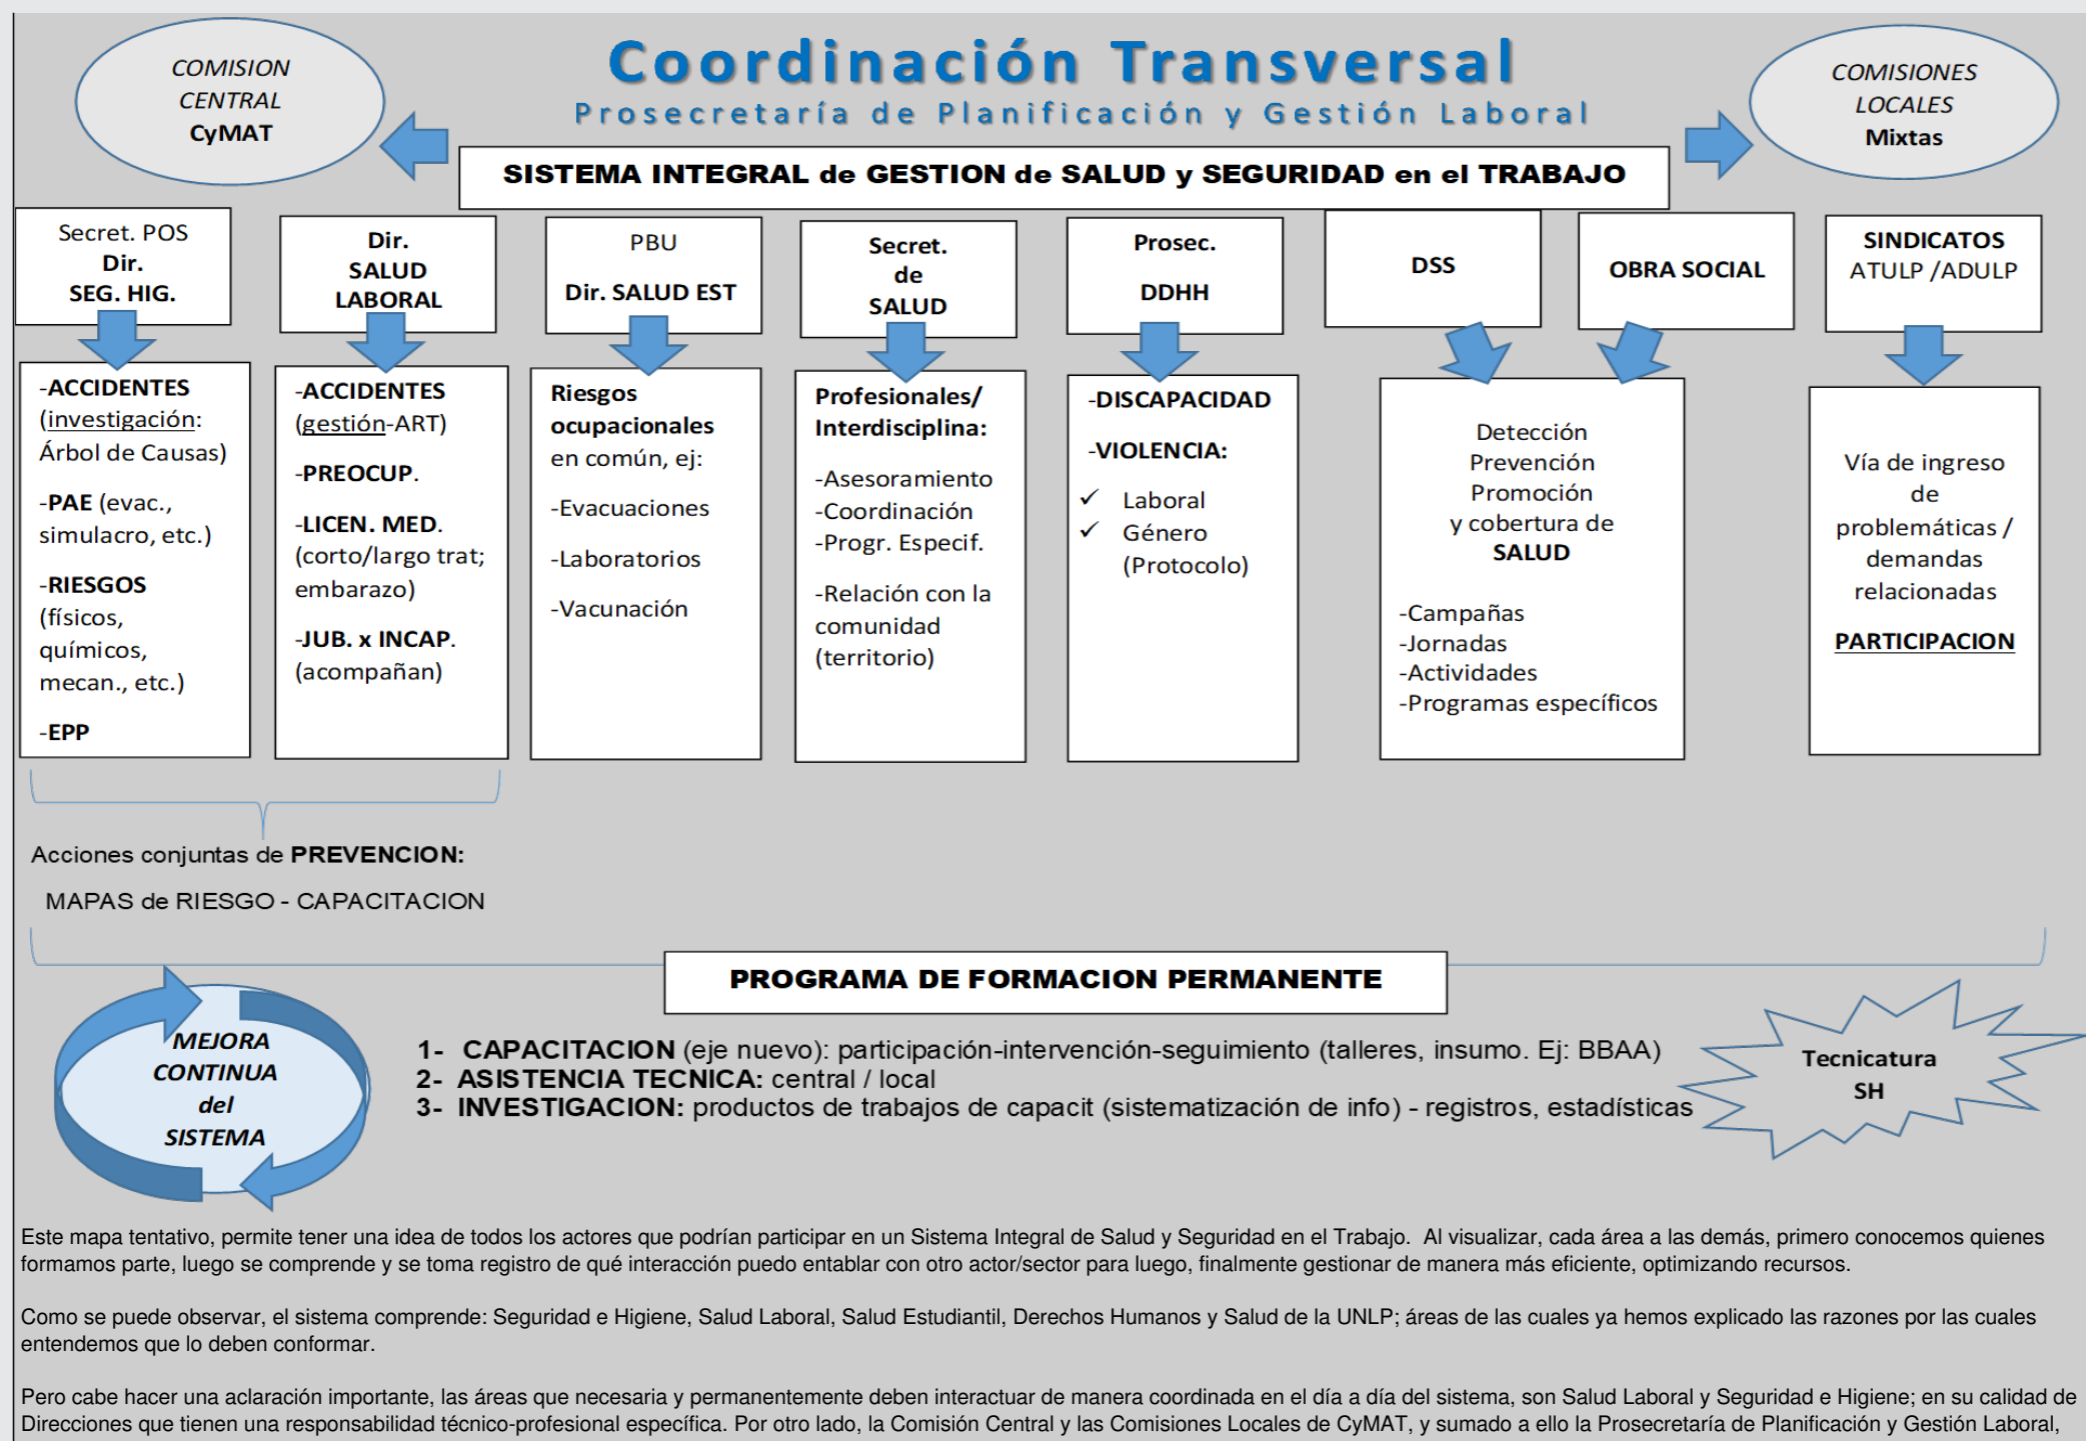 COMISION
CENTRAL
CyMAT
Coordinación Transversal
Prosecretaría de Planificación y Gestión Laboral
COMISIONES
LOCALES
Mixtas
SISTEMA INTEGRAL de GESTION de SALUD y SEGURIDAD en el TRABAJO
Secret. POS
Dir.
SEG. HIG.
Dir.
SALUD
LABORAL
PBU
Dir. SALUD EST
Secret.
de
SALUD
Prosec.
DDHH
DSS
OBRA SOCIAL
SINDICATOS
ATULP /ADULP
-ACCIDENTES
(investigación:
Árbol de Causas)
-PAE (evac.,
simulacro, etc.)
-RIESGOS
(físicos,
químicos,
mecan., etc.)
-EPP
-ACCIDENTES
(gestión-ART)
-PREOCUP.
-LICEN. MED.
(corto/largo trat;
embarazo)
-JUB. x INCAP.
(acompañan)
Riesgos
ocupacionales
en común, ej:
-Evacuaciones
-Laboratorios
-Vacunación
Profesionales/
Interdisciplina:
-Asesoramiento
-Coordinación
-Progr. Especif.
-Relación con la
comunidad
(territorio)
-DISCAPACIDAD
-VIOLENCIA:
✓ Laboral
✓ Género
(Protocolo)
Detección
Prevención
Promoción
y cobertura de
SALUD
-Campañas
-Jornadas
-Actividades
-Programas específicos
Vía de ingreso
de
problemáticas /
demandas
relacionadas
PARTICIPACION
Acciones conjuntas de PREVENCION:
MAPAS de RIESGO - CAPACITACION
PROGRAMA DE FORMACION PERMANENTE
MEJORA
CONTINUA
del
SISTEMA
1- CAPACITACION (eje nuevo): participación-intervención-seguimiento (talleres, insumo. Ej: BBAA)
2- ASISTENCIA TECNICA: central / local
3- INVESTIGACION: productos de trabajos de capacit (sistematización de info) - registros, estadísticas
Tecnicatura
SH
Este mapa tentativo, permite tener una idea de todos los actores que podrían participar en un Sistema Integral de Salud y Seguridad en el Trabajo. Al visualizar, cada área a las demás, primero conocemos quienes
formamos parte, luego se comprende y se toma registro de qué interacción puedo entablar con otro actor/sector para luego, finalmente gestionar de manera más eficiente, optimizando recursos.
Como se puede observar, el sistema comprende: Seguridad e Higiene, Salud Laboral, Salud Estudiantil, Derechos Humanos y Salud de la UNLP; áreas de las cuales ya hemos explicado las razones por las cuales
entendemos que lo deben conformar.
Pero cabe hacer una aclaración importante, las áreas que necesaria y permanentemente deben interactuar de manera coordinada en el día a día del sistema, son Salud Laboral y Seguridad e Higiene; en su calidad de
Direcciones que tienen una responsabilidad técnico-profesional específica. Por otro lado, la Comisión Central y las Comisiones Locales de CyMAT, y sumado a ello la Prosecretaría de Planificación y Gestión Laboral,